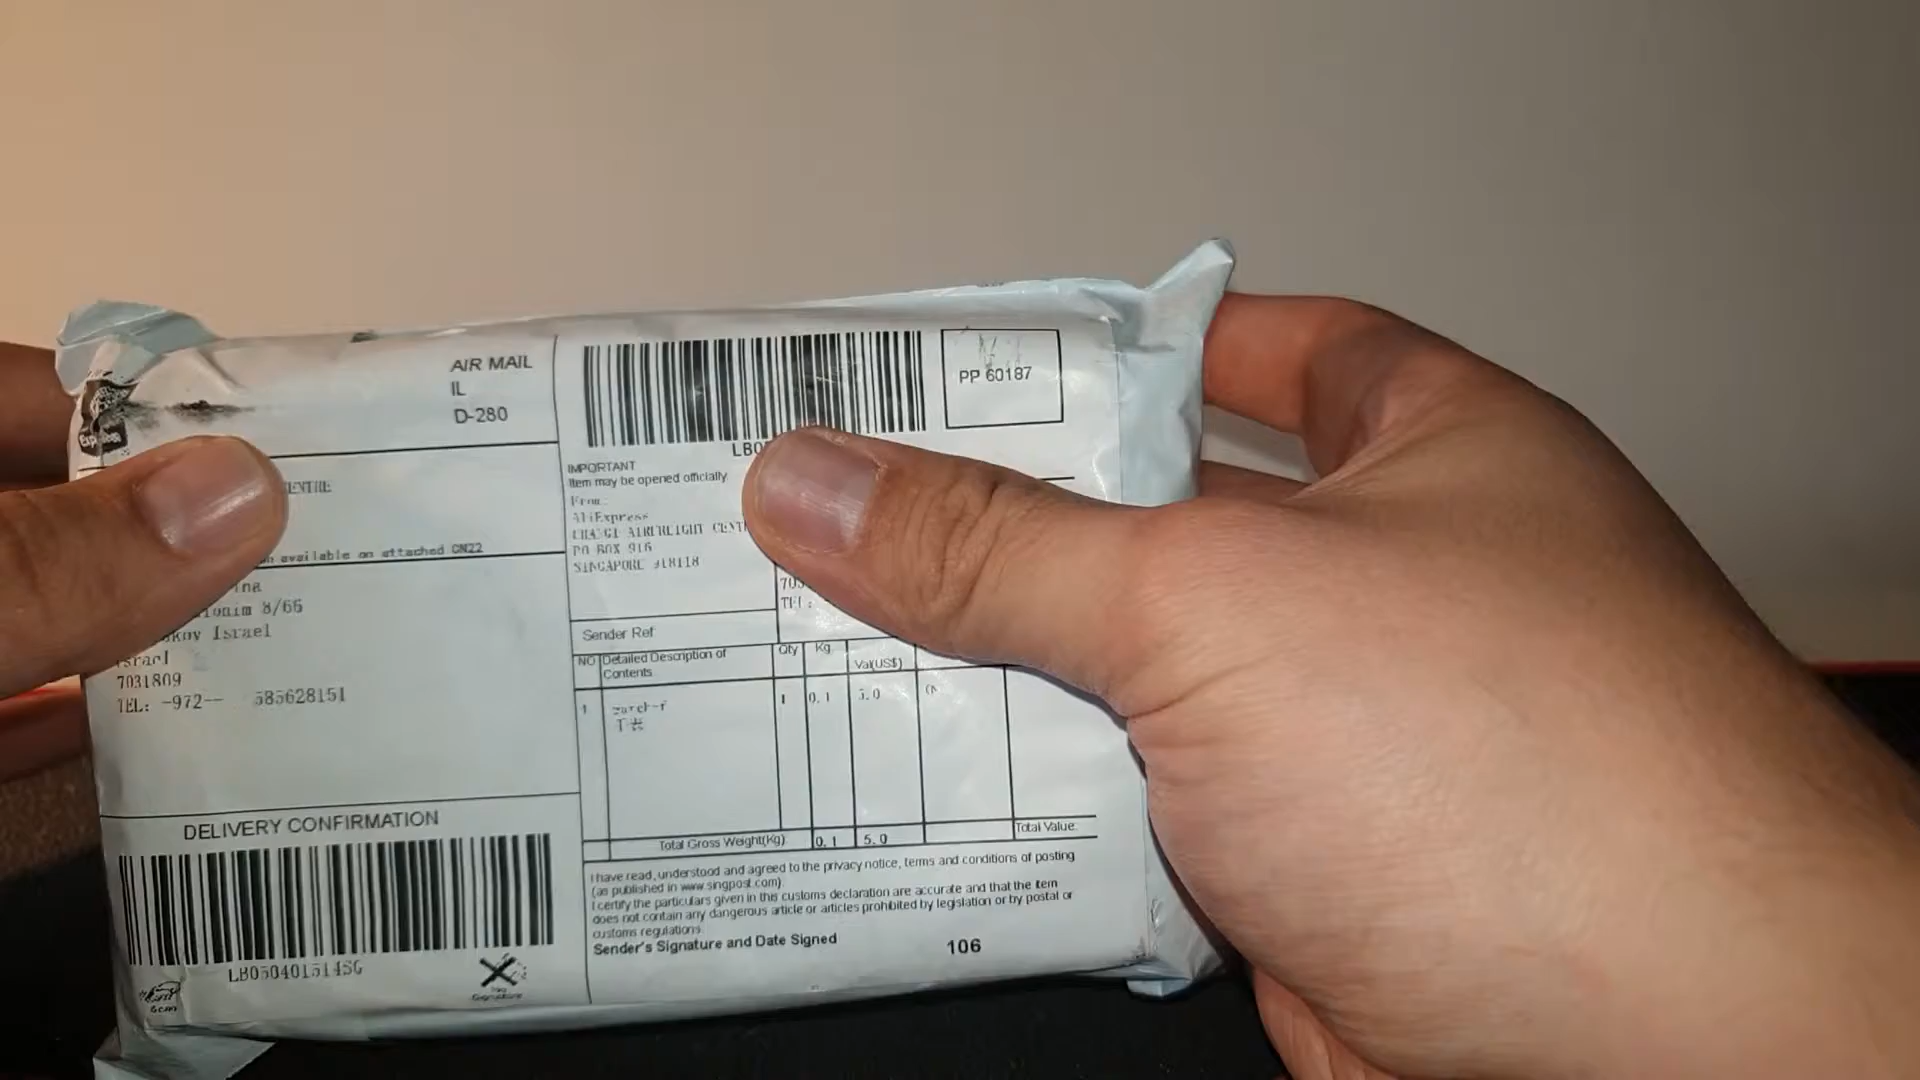 AIR MAIL
IL
D-280
PP 60187
LB0
IMPORTANT
Item may be opened officially
From:
AliExpress
PO BOX 916
SINGAPORE 918118
available on attached CN22
8/66
Israel
Israel
7031809
TEL: -972-- 585628151
703
TEL:
Sender Ref
NO Detailed Description of Contents Qty Kg Val(US$)
1 1 0.1 5.0
Total Gross Weight(Kg) 0.1 5.0 Total Value:
DELIVERY CONFIRMATION
LB050401514SG
No
Signature
I have read, understood and agreed to the privacy notice, terms and conditions of posting
(as published in www.singpost.com)
I certify the particulars given in this customs declaration are accurate and that the item
does not contain any dangerous article or articles prohibited by legislation or by postal or
customs regulations.
Sender's Signature and Date Signed
106